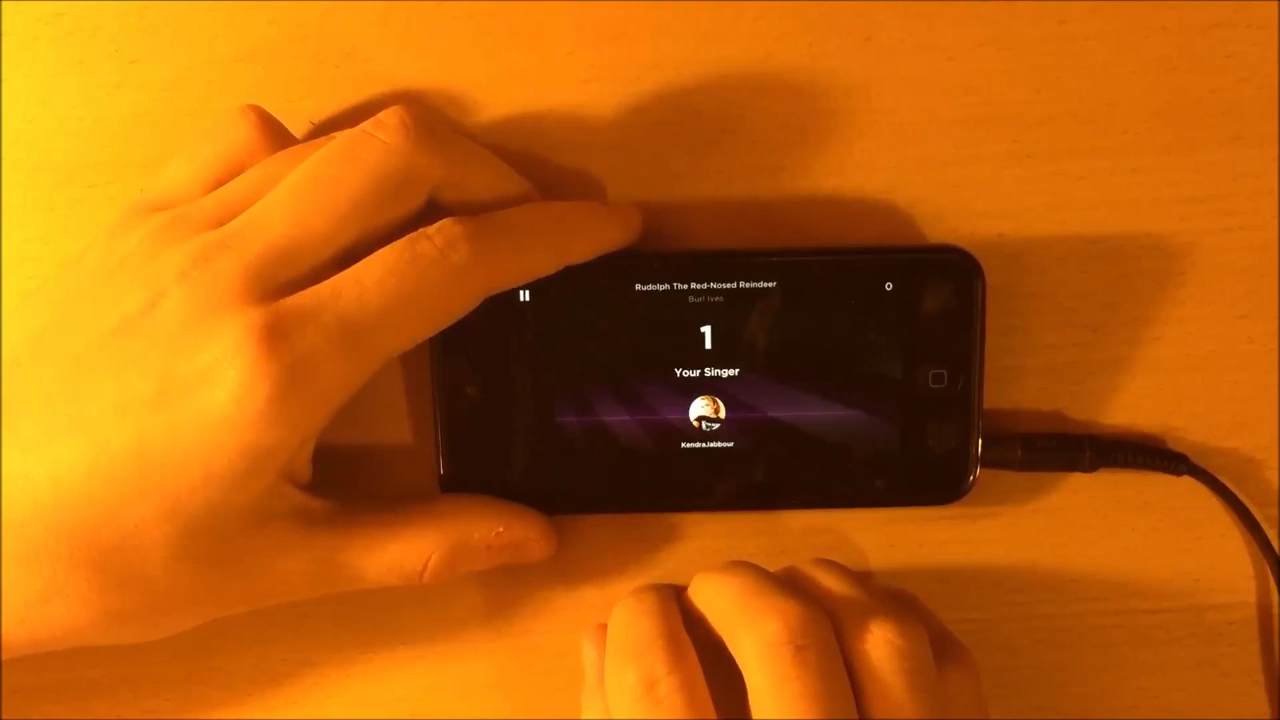 Rudolph The Red-Nosed Reindeer
0
Burl Ives
1
Your Singer
KendraJabbour